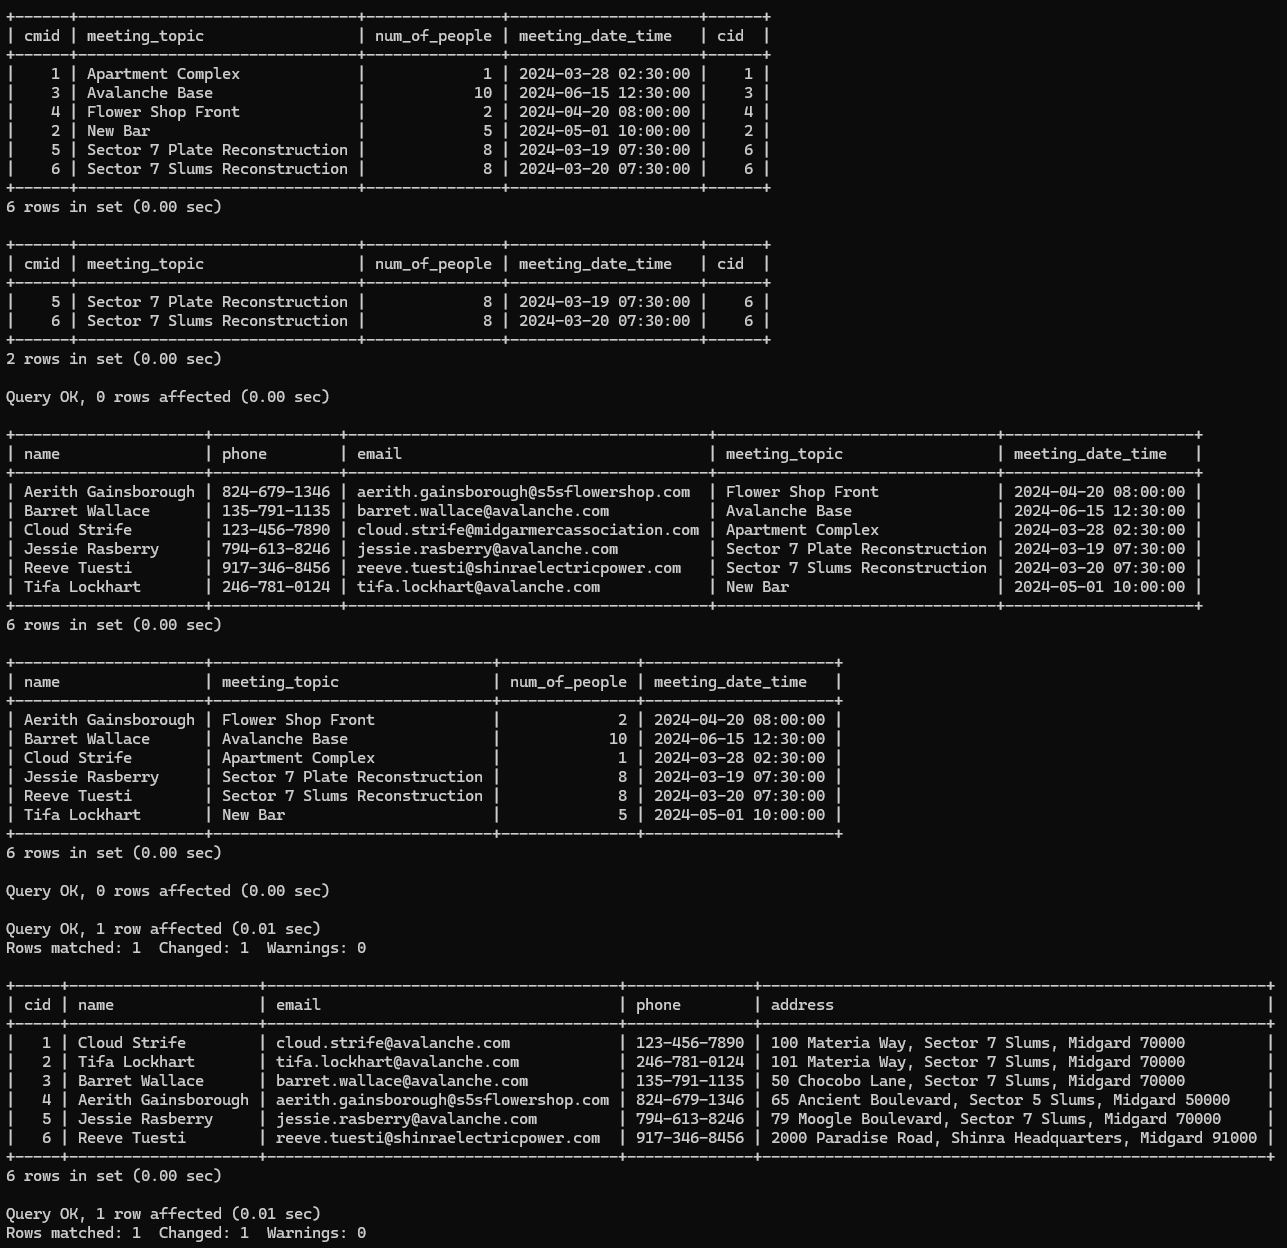 +------+-------------------------------+---------------+---------------------+------+
| cmid | meeting_topic                 | num_of_people | meeting_date_time   | cid  |
+------+-------------------------------+---------------+---------------------+------+
|    1 | Apartment Complex             |             1 | 2024-03-28 02:30:00 |    1 |
|    3 | Avalanche Base                |            10 | 2024-06-15 12:30:00 |    3 |
|    4 | Flower Shop Front             |             2 | 2024-04-20 08:00:00 |    4 |
|    2 | New Bar                       |             5 | 2024-05-01 10:00:00 |    2 |
|    5 | Sector 7 Plate Reconstruction |             8 | 2024-03-19 07:30:00 |    6 |
|    6 | Sector 7 Slums Reconstruction |             8 | 2024-03-20 07:30:00 |    6 |
+------+-------------------------------+---------------+---------------------+------+
6 rows in set (0.00 sec)

+------+-------------------------------+---------------+---------------------+------+
| cmid | meeting_topic                 | num_of_people | meeting_date_time   | cid  |
+------+-------------------------------+---------------+---------------------+------+
|    5 | Sector 7 Plate Reconstruction |             8 | 2024-03-19 07:30:00 |    6 |
|    6 | Sector 7 Slums Reconstruction |             8 | 2024-03-20 07:30:00 |    6 |
+------+-------------------------------+---------------+---------------------+------+
2 rows in set (0.00 sec)

Query OK, 0 rows affected (0.00 sec)

+---------------------+--------------+----------------------------------------+-------------------------------+---------------------+
| name                | phone        | email                                  | meeting_topic                 | meeting_date_time   |
+---------------------+--------------+----------------------------------------+-------------------------------+---------------------+
| Aerith Gainsborough | 824-679-1346 | aerith.gainsborough@s5sflowershop.com  | Flower Shop Front             | 2024-04-20 08:00:00 |
| Barret Wallace      | 135-791-1135 | barret.wallace@avalanche.com           | Avalanche Base                | 2024-06-15 12:30:00 |
| Cloud Strife        | 123-456-7890 | cloud.strife@midgarmercassociation.com | Apartment Complex             | 2024-03-28 02:30:00 |
| Jessie Rasberry     | 794-613-8246 | jessie.rasberry@avalanche.com          | Sector 7 Plate Reconstruction | 2024-03-19 07:30:00 |
| Reeve Tuesti        | 917-346-8456 | reeve.tuesti@shinraelectricpower.com   | Sector 7 Slums Reconstruction | 2024-03-20 07:30:00 |
| Tifa Lockhart       | 246-781-0124 | tifa.lockhart@avalanche.com            | New Bar                       | 2024-05-01 10:00:00 |
+---------------------+--------------+----------------------------------------+-------------------------------+---------------------+
6 rows in set (0.00 sec)

+---------------------+-------------------------------+---------------+---------------------+
| name                | meeting_topic                 | num_of_people | meeting_date_time   |
+---------------------+-------------------------------+---------------+---------------------+
| Aerith Gainsborough | Flower Shop Front             |             2 | 2024-04-20 08:00:00 |
| Barret Wallace      | Avalanche Base                |            10 | 2024-06-15 12:30:00 |
| Cloud Strife        | Apartment Complex             |             1 | 2024-03-28 02:30:00 |
| Jessie Rasberry     | Sector 7 Plate Reconstruction |             8 | 2024-03-19 07:30:00 |
| Reeve Tuesti        | Sector 7 Slums Reconstruction |             8 | 2024-03-20 07:30:00 |
| Tifa Lockhart       | New Bar                       |             5 | 2024-05-01 10:00:00 |
+---------------------+-------------------------------+---------------+---------------------+
6 rows in set (0.00 sec)

Query OK, 0 rows affected (0.00 sec)

Query OK, 1 row affected (0.01 sec)
Rows matched: 1  Changed: 1  Warnings: 0

+-----+---------------------+---------------------------------------+--------------+--------------------------------------------------------+
| cid | name                | email                                 | phone        | address                                                |
+-----+---------------------+---------------------------------------+--------------+--------------------------------------------------------+
|   1 | Cloud Strife        | cloud.strife@avalanche.com            | 123-456-7890 | 100 Materia Way, Sector 7 Slums, Midgard 70000         |
|   2 | Tifa Lockhart       | tifa.lockhart@avalanche.com           | 246-781-0124 | 101 Materia Way, Sector 7 Slums, Midgard 70000         |
|   3 | Barret Wallace      | barret.wallace@avalanche.com          | 135-791-1135 | 50 Chocobo Lane, Sector 7 Slums, Midgard 70000         |
|   4 | Aerith Gainsborough | aerith.gainsborough@s5sflowershop.com | 824-679-1346 | 65 Ancient Boulevard, Sector 5 Slums, Midgard 50000    |
|   5 | Jessie Rasberry     | jessie.rasberry@avalanche.com         | 794-613-8246 | 79 Moogle Boulevard, Sector 7 Slums, Midgard 70000     |
|   6 | Reeve Tuesti        | reeve.tuesti@shinraelectricpower.com  | 917-346-8456 | 2000 Paradise Road, Shinra Headquarters, Midgard 91000 |
+-----+---------------------+---------------------------------------+--------------+--------------------------------------------------------+
6 rows in set (0.00 sec)

Query OK, 1 row affected (0.01 sec)
Rows matched: 1  Changed: 1  Warnings: 0